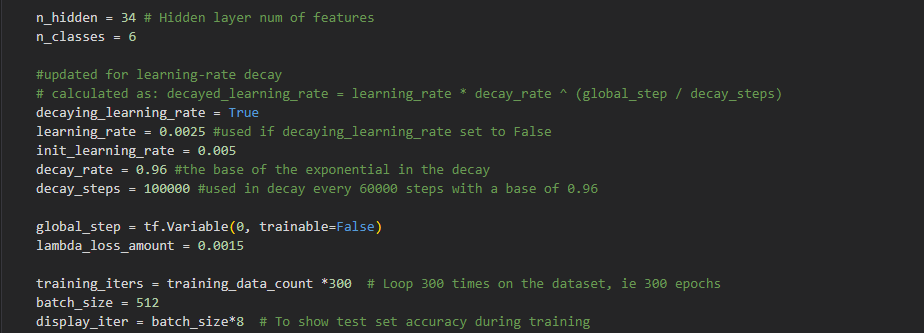 n_hidden = 34 # Hidden layer num of features
n_classes = 6
#updated for learning-rate decay
# calculated as: decayed_learning_rate = learning_rate * decay_rate ^ (global_step / decay_steps)
decaying_learning_rate = True
learning_rate = 0.0025 #used if decaying_learning_rate set to False
init_learning_rate = 0.005
decay_rate = 0.96 #the base of the exponential in the decay
decay_steps = 100000 #used in decay every 60000 steps with a base of 0.96
global_step = tf.Variable(0, trainable=False)
lambda_loss_amount = 0.0015
training_iters = training_data_count *300  # Loop 300 times on the dataset, ie 300 epochs
batch_size = 512
display_iter = batch_size*8  # To show test set accuracy during training